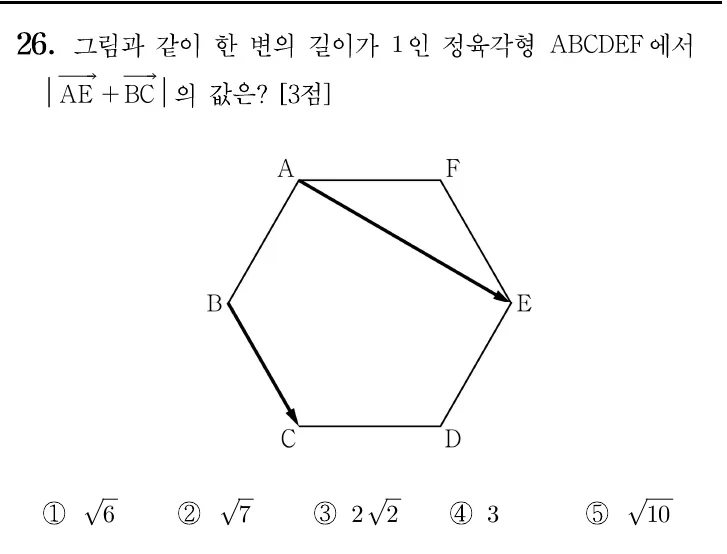 26. 그림과 같이 한 변의 길이가 1인 정육각형 ABCDEF에서
|\overrightarrow{AE}+\overrightarrow{BC}|의 값은? [3점]
A F
B E
C D
① √6 ② √7 ③ 2√2 ④ 3 ⑤ √10